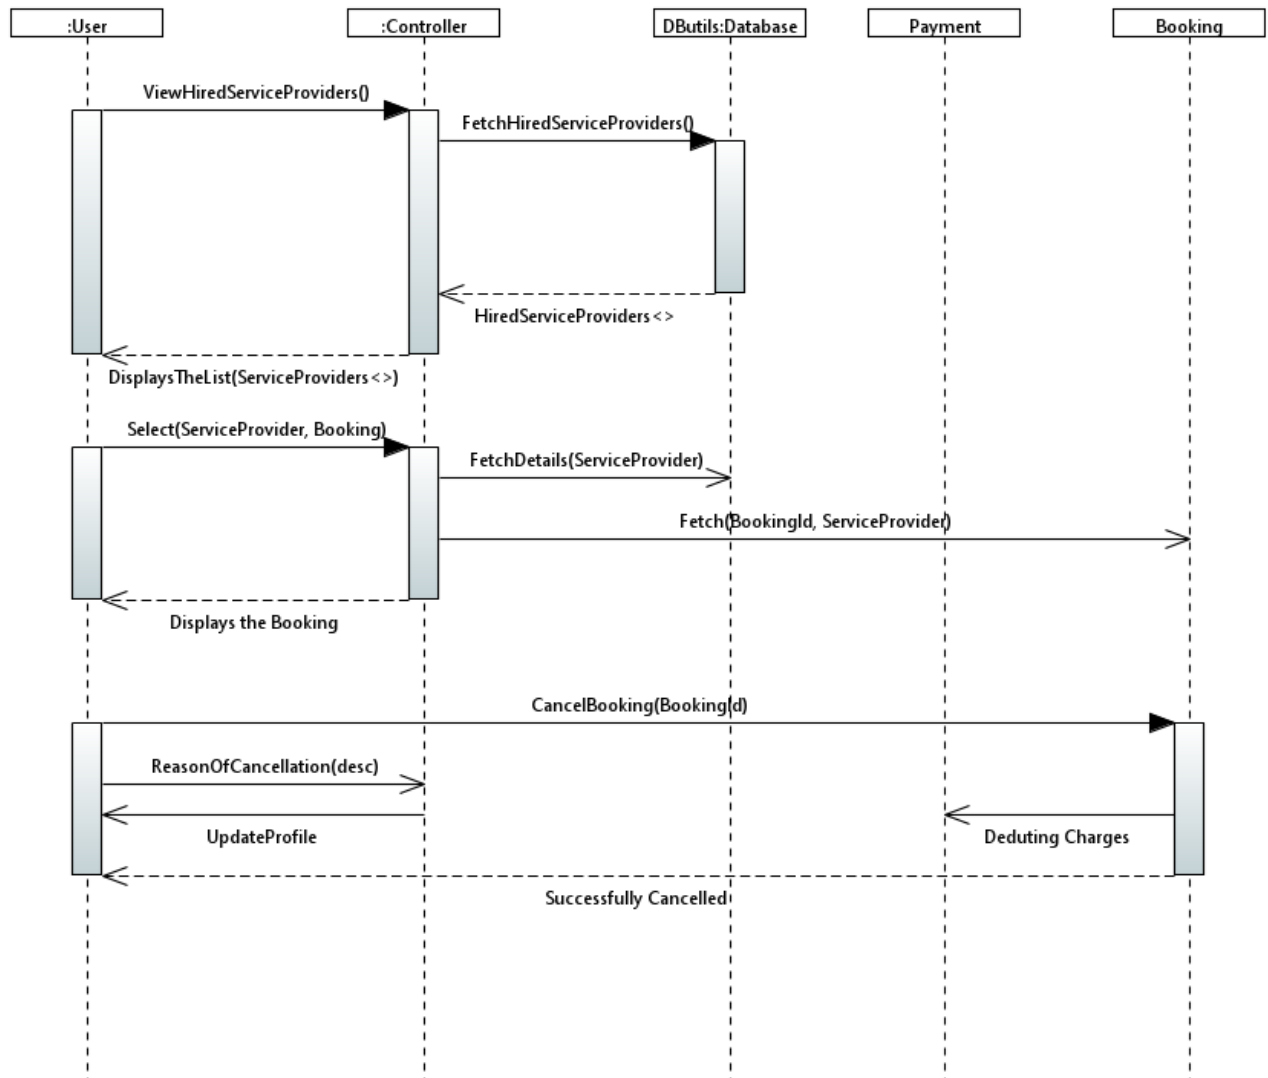 :User
:Controller
DButils:Database
Payment
Booking
ViewHiredServiceProviders()
FetchHiredServiceProviders()
HiredServiceProviders<>
DisplaysTheList(ServiceProviders<>)
Select(ServiceProvider, Booking)
FetchDetails(ServiceProvider)
Fetch(BookingId, ServiceProvider)
Displays the Booking
CancelBooking(BookingId)
ReasonOfCancellation(desc)
UpdateProfile
Deduting Charges
Successfully Cancelled